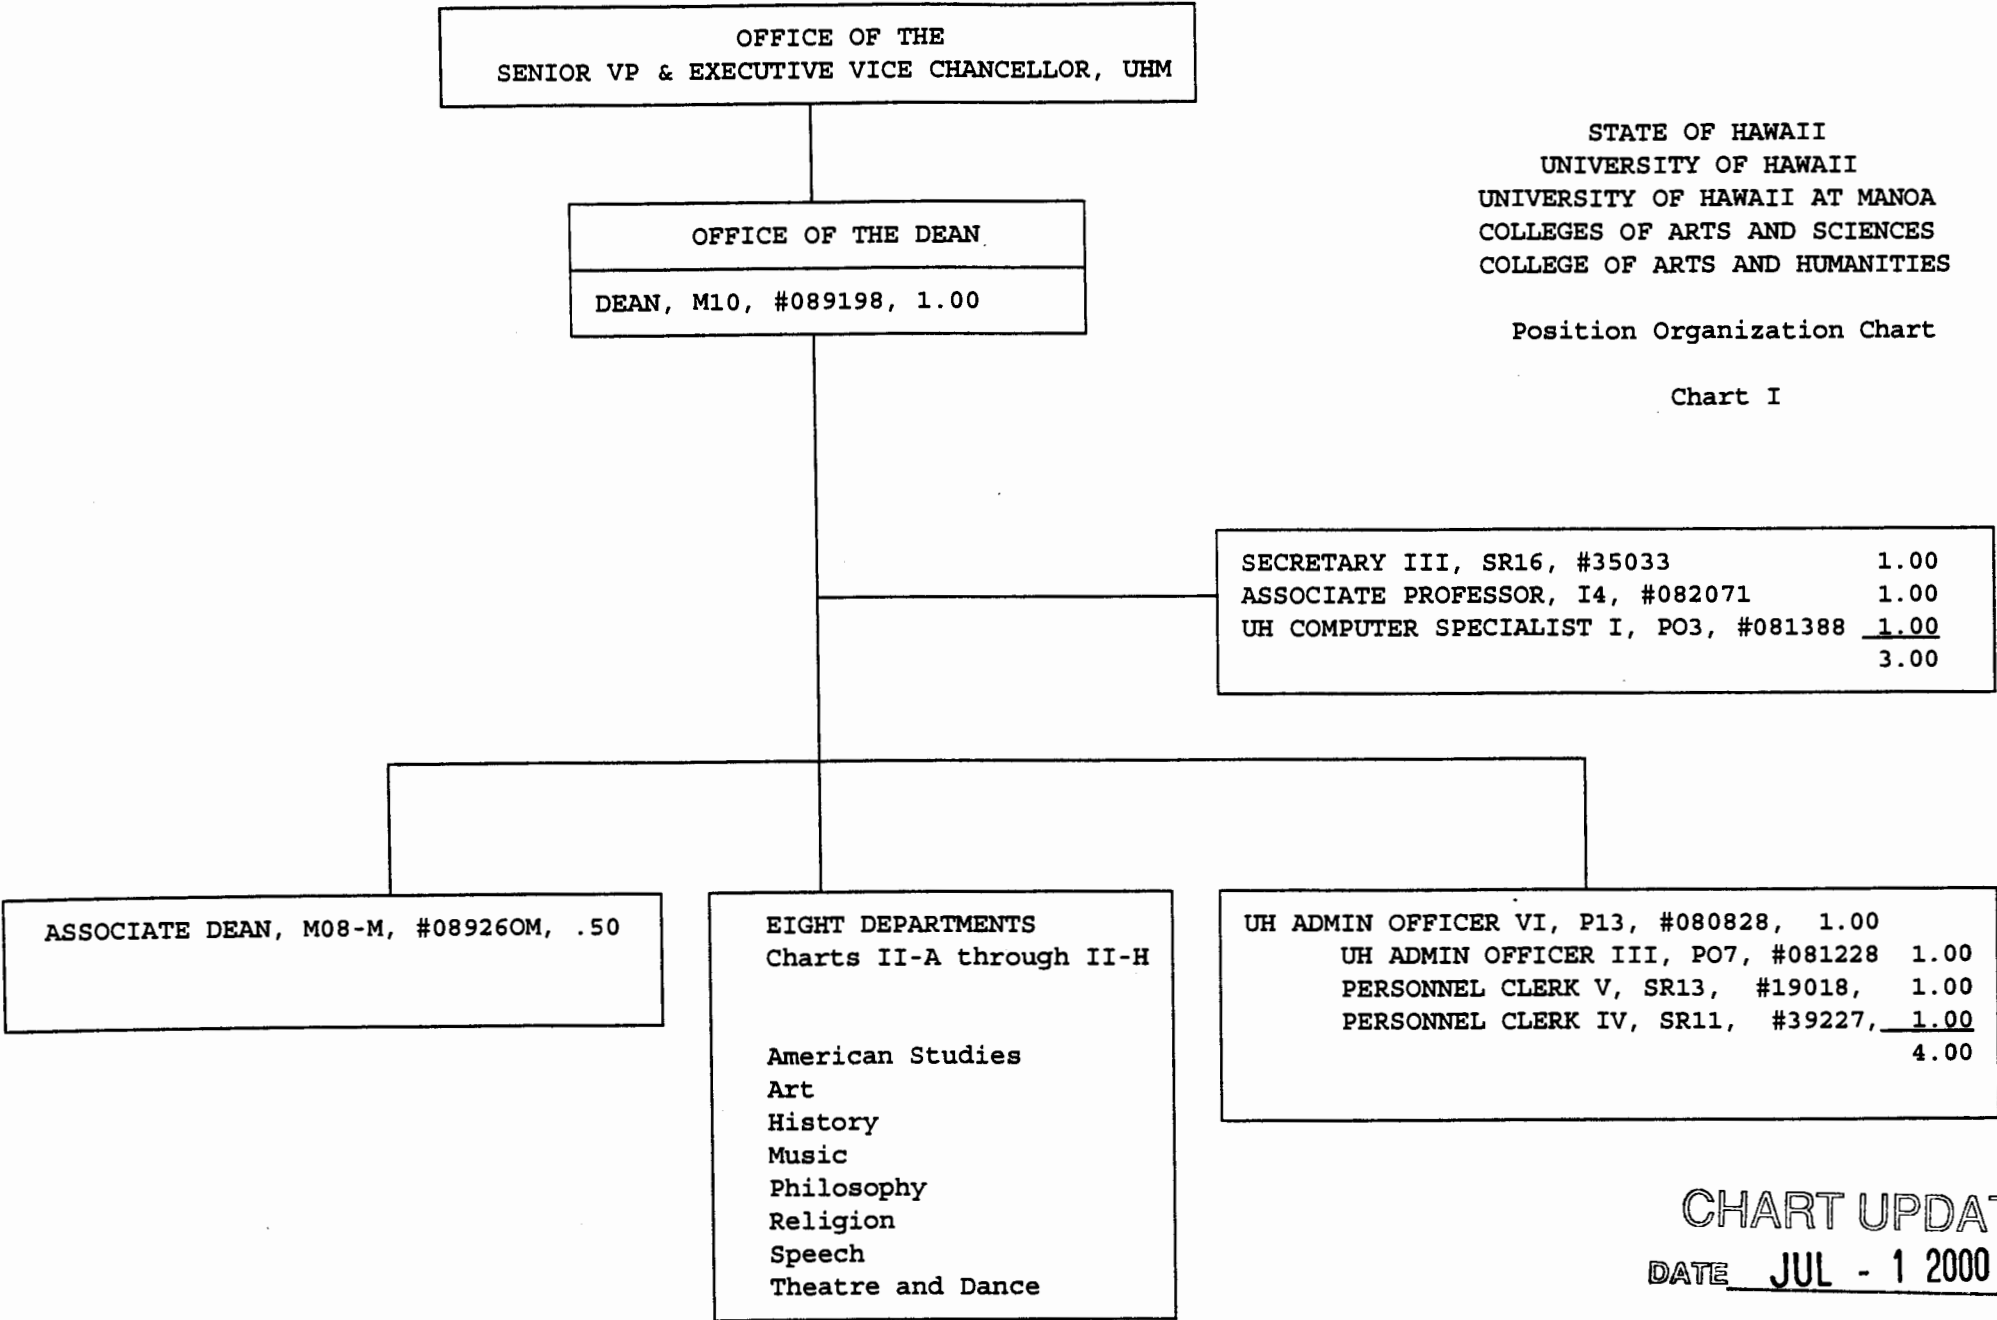 OFFICE OF THE
SENIOR VP & EXECUTIVE VICE CHANCELLOR, UHM
STATE OF HAWAII
UNIVERSITY OF HAWAII
UNIVERSITY OF HAWAII AT MANOA
COLLEGES OF ARTS AND SCIENCES
COLLEGE OF ARTS AND HUMANITIES
Position Organization Chart
Chart I
OFFICE OF THE DEAN
DEAN, M10, #089198, 1.00
SECRETARY III, SR16, #35033 1.00
ASSOCIATE PROFESSOR, I4, #082071 1.00
UH COMPUTER SPECIALIST I, PO3, #081388 1.00
3.00
ASSOCIATE DEAN, M08-M, #08926OM, .50
EIGHT DEPARTMENTS
Charts II-A through II-H
American Studies
Art
History
Music
Philosophy
Religion
Speech
Theatre and Dance
UH ADMIN OFFICER VI, P13, #080828, 1.00
UH ADMIN OFFICER III, PO7, #081228 1.00
PERSONNEL CLERK V, SR13, #19018, 1.00
PERSONNEL CLERK IV, SR11, #39227, 1.00
4.00
CHART UPDAT
DATE JUL - 1 2000